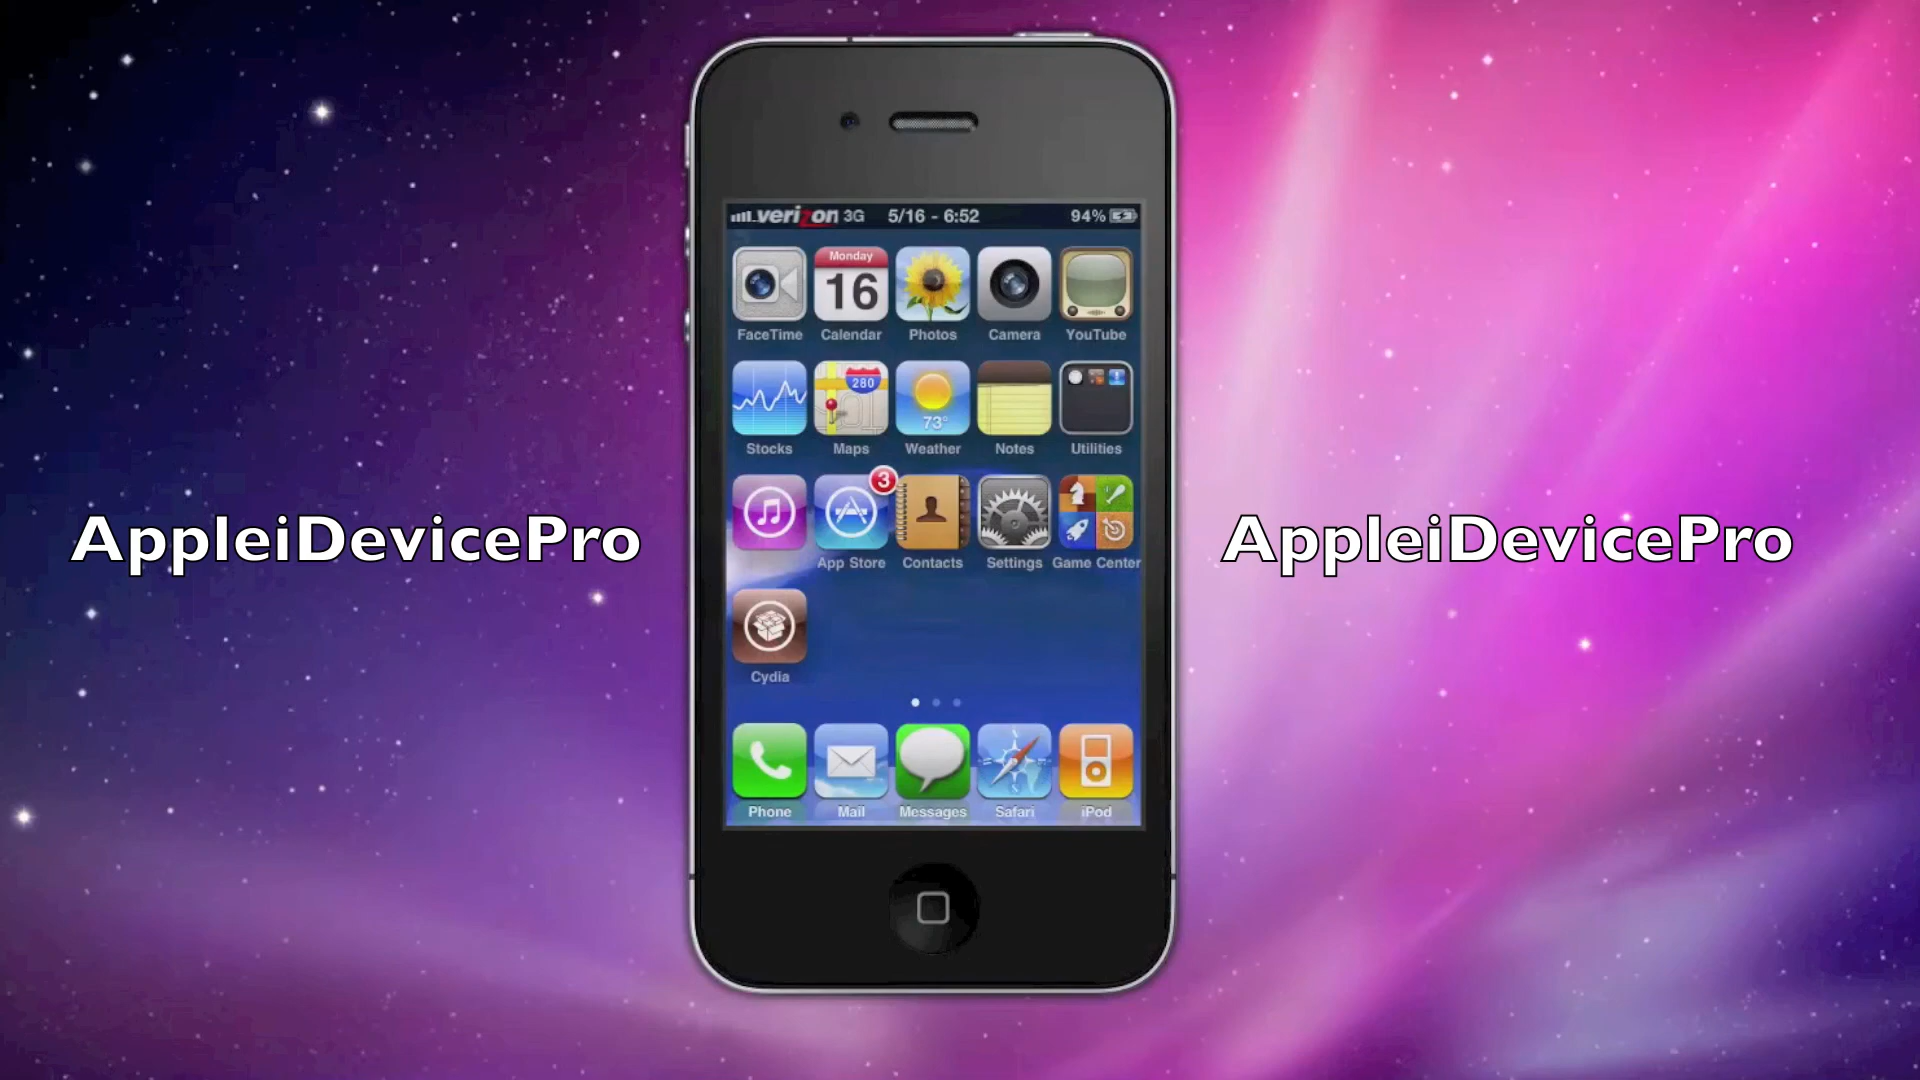 verizon 3G 5/16 - 6:52 94%
Monday
16
FaceTime Calendar Photos Camera YouTube
280
73°
Stocks Maps Weather Notes Utilities
3
App Store Contacts Settings Game Center
AppleiDevicePro AppleiDevicePro
Cydia
Phone Mail Messages Safari iPod